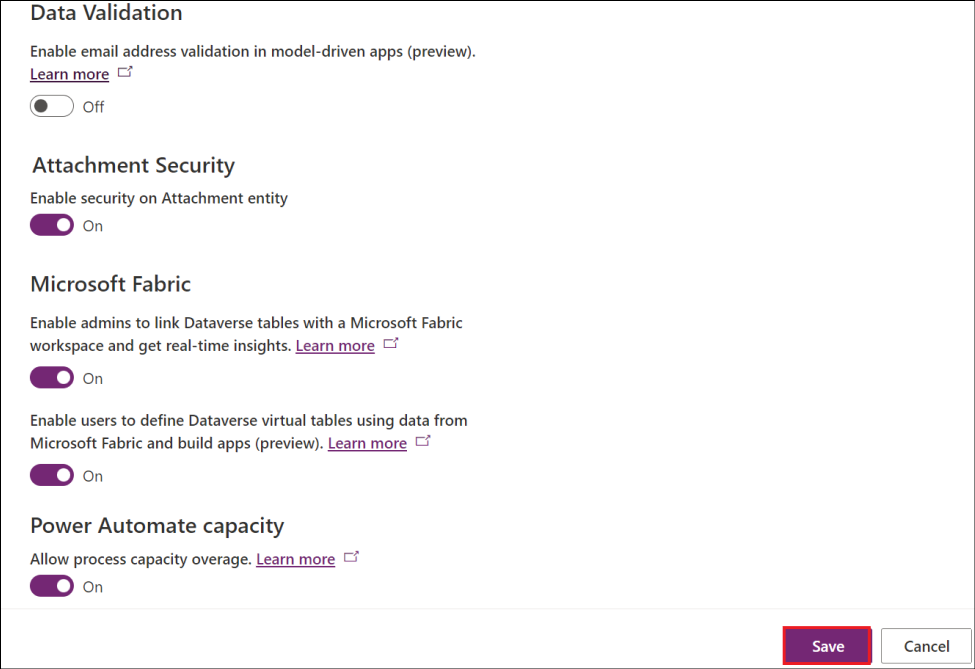 Data Validation
Enable email address validation in model-driven apps (preview).
Learn more
Off
Attachment Security
Enable security on Attachment entity
On
Microsoft Fabric
Enable admins to link Dataverse tables with a Microsoft Fabric
workspace and get real-time insights. Learn more
On
Enable users to define Dataverse virtual tables using data from
Microsoft Fabric and build apps (preview). Learn more
On
Power Automate capacity
Allow process capacity overage. Learn more
On
Save Cancel